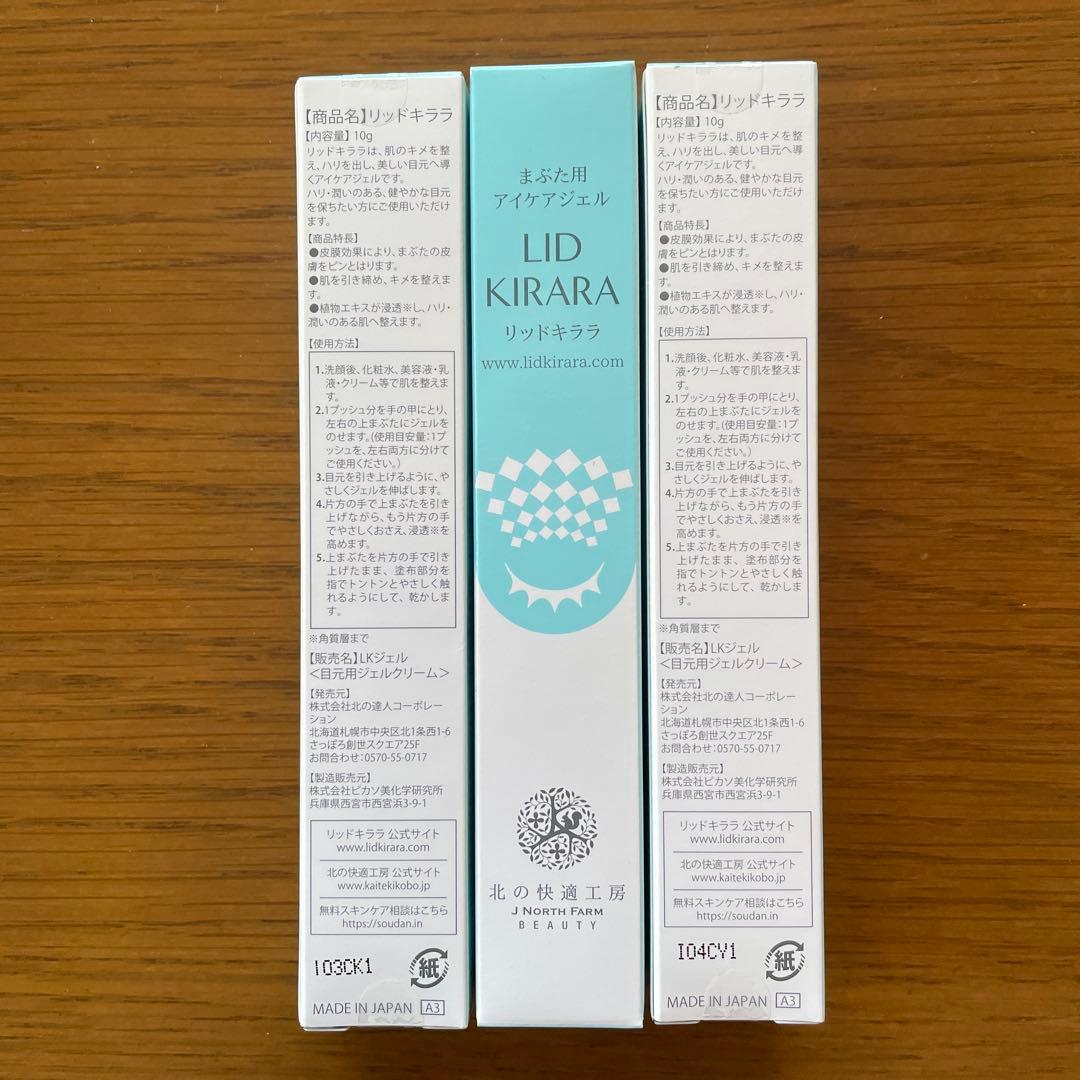 【商品名】リッドキララ
【内容量】10g
リッドキララは、肌のキメを整
え、ハリを出し、美しい目元へ導
くアイケアジェルです。
ハリ・潤いのある、健やかな目元
を保ちたい方にご使用いただけ
ます。
【商品特長】
●皮膜効果により、まぶたの皮
膚をピンとはります。
●肌を引き締め、キメを整えま
す。
●植物エキスが浸透※し、ハリ・
潤いのある肌へ整えます。
【使用方法】
1.洗顔後、化粧水、美容液・乳
液・クリーム等で肌を整えま
す。
2.1プッシュ分を手の甲にとり、
左右の上まぶたにジェルを
のせます。(使用目安量:1プ
ッシュを、左右両方に分けて
ご使用ください。)
3.目元を引き上げるように、や
さしくジェルを伸ばします。
4.片方の手で上まぶたを引き
上げながら、もう片方の手
でやさしくおさえ、浸透※を
高めます。
5.上まぶたを片方の手で引き
上げたまま、塗布部分を
指でトントンとやさしく触
れるようにして、乾かしま
す。
※角質層まで
【販売名】LKジェル
＜目元用ジェルクリーム＞
【発売元】
株式会社北の達人コーポレー
ション
北海道札幌市中央区北1条西1-6
さっぽろ創世スクエア25F
お問合わせ:0570-55-0717
【製造販売元】
株式会社ピカソ美化学研究所
兵庫県西宮市西宮浜3-9-1
リッドキララ 公式サイト
www.lidkirara.com
北の快適工房 公式サイト
www.kaitekikobo.jp
無料スキンケア相談はこちら
https://soudan.in
I03CK1
紙
MADE IN JAPAN A3
まぶた用
アイケアジェル
LID
KIRARA
リッドキララ
www.lidkirara.com
北の快適工房
J NORTH FARM
BEAUTY
【商品名】リッドキララ
【内容量】10g
リッドキララは、肌のキメを整
え、ハリを出し、美しい目元へ導
くアイケアジェルです。
ハリ・潤いのある、健やかな目元
を保ちたい方にご使用いただけ
ます。
【商品特長】
●皮膜効果により、まぶたの皮
膚をピンとはります。
●肌を引き締め、キメを整えます。
●植物エキスが浸透※し、ハリ・
潤いのある肌へ整えます。
【使用方法】
1.洗顔後、化粧水、美容液・乳
液・クリーム等で肌を整えま
す。
2.1プッシュ分を手の甲にとり、
左右の上まぶたにジェルを
のせます。(使用目安量:1プ
ッシュを、左右両方に分けて
ご使用ください。)
3.目元を引き上げるように、や
さしくジェルを伸ばします。
4.片方の手で上まぶたを引き
上げながら、もう片方の手
でやさしくおさえ、浸透※を
高めます。
5.上まぶたを片方の手で引き
上げたまま、塗布部分を
指でトントンとやさしく触
れるようにして、乾かしま
す。
※角質層まで
【販売名】LKジェル
＜目元用ジェルクリーム＞
【発売元】
株式会社北の達人コーポレー
ション
北海道札幌市中央区北1条西1-6
さっぽろ創世スクエア25F
お問合わせ:0570-55-0717
【製造販売元】
株式会社ピカソ美化学研究所
兵庫県西宮市西宮浜3-9-1
リッドキララ 公式サイト
www.lidkirara.com
北の快適工房 公式サイト
www.kaitekikobo.jp
無料スキンケア相談はこちら
https://soudan.in
I04CV1
紙
MADE IN JAPAN A3